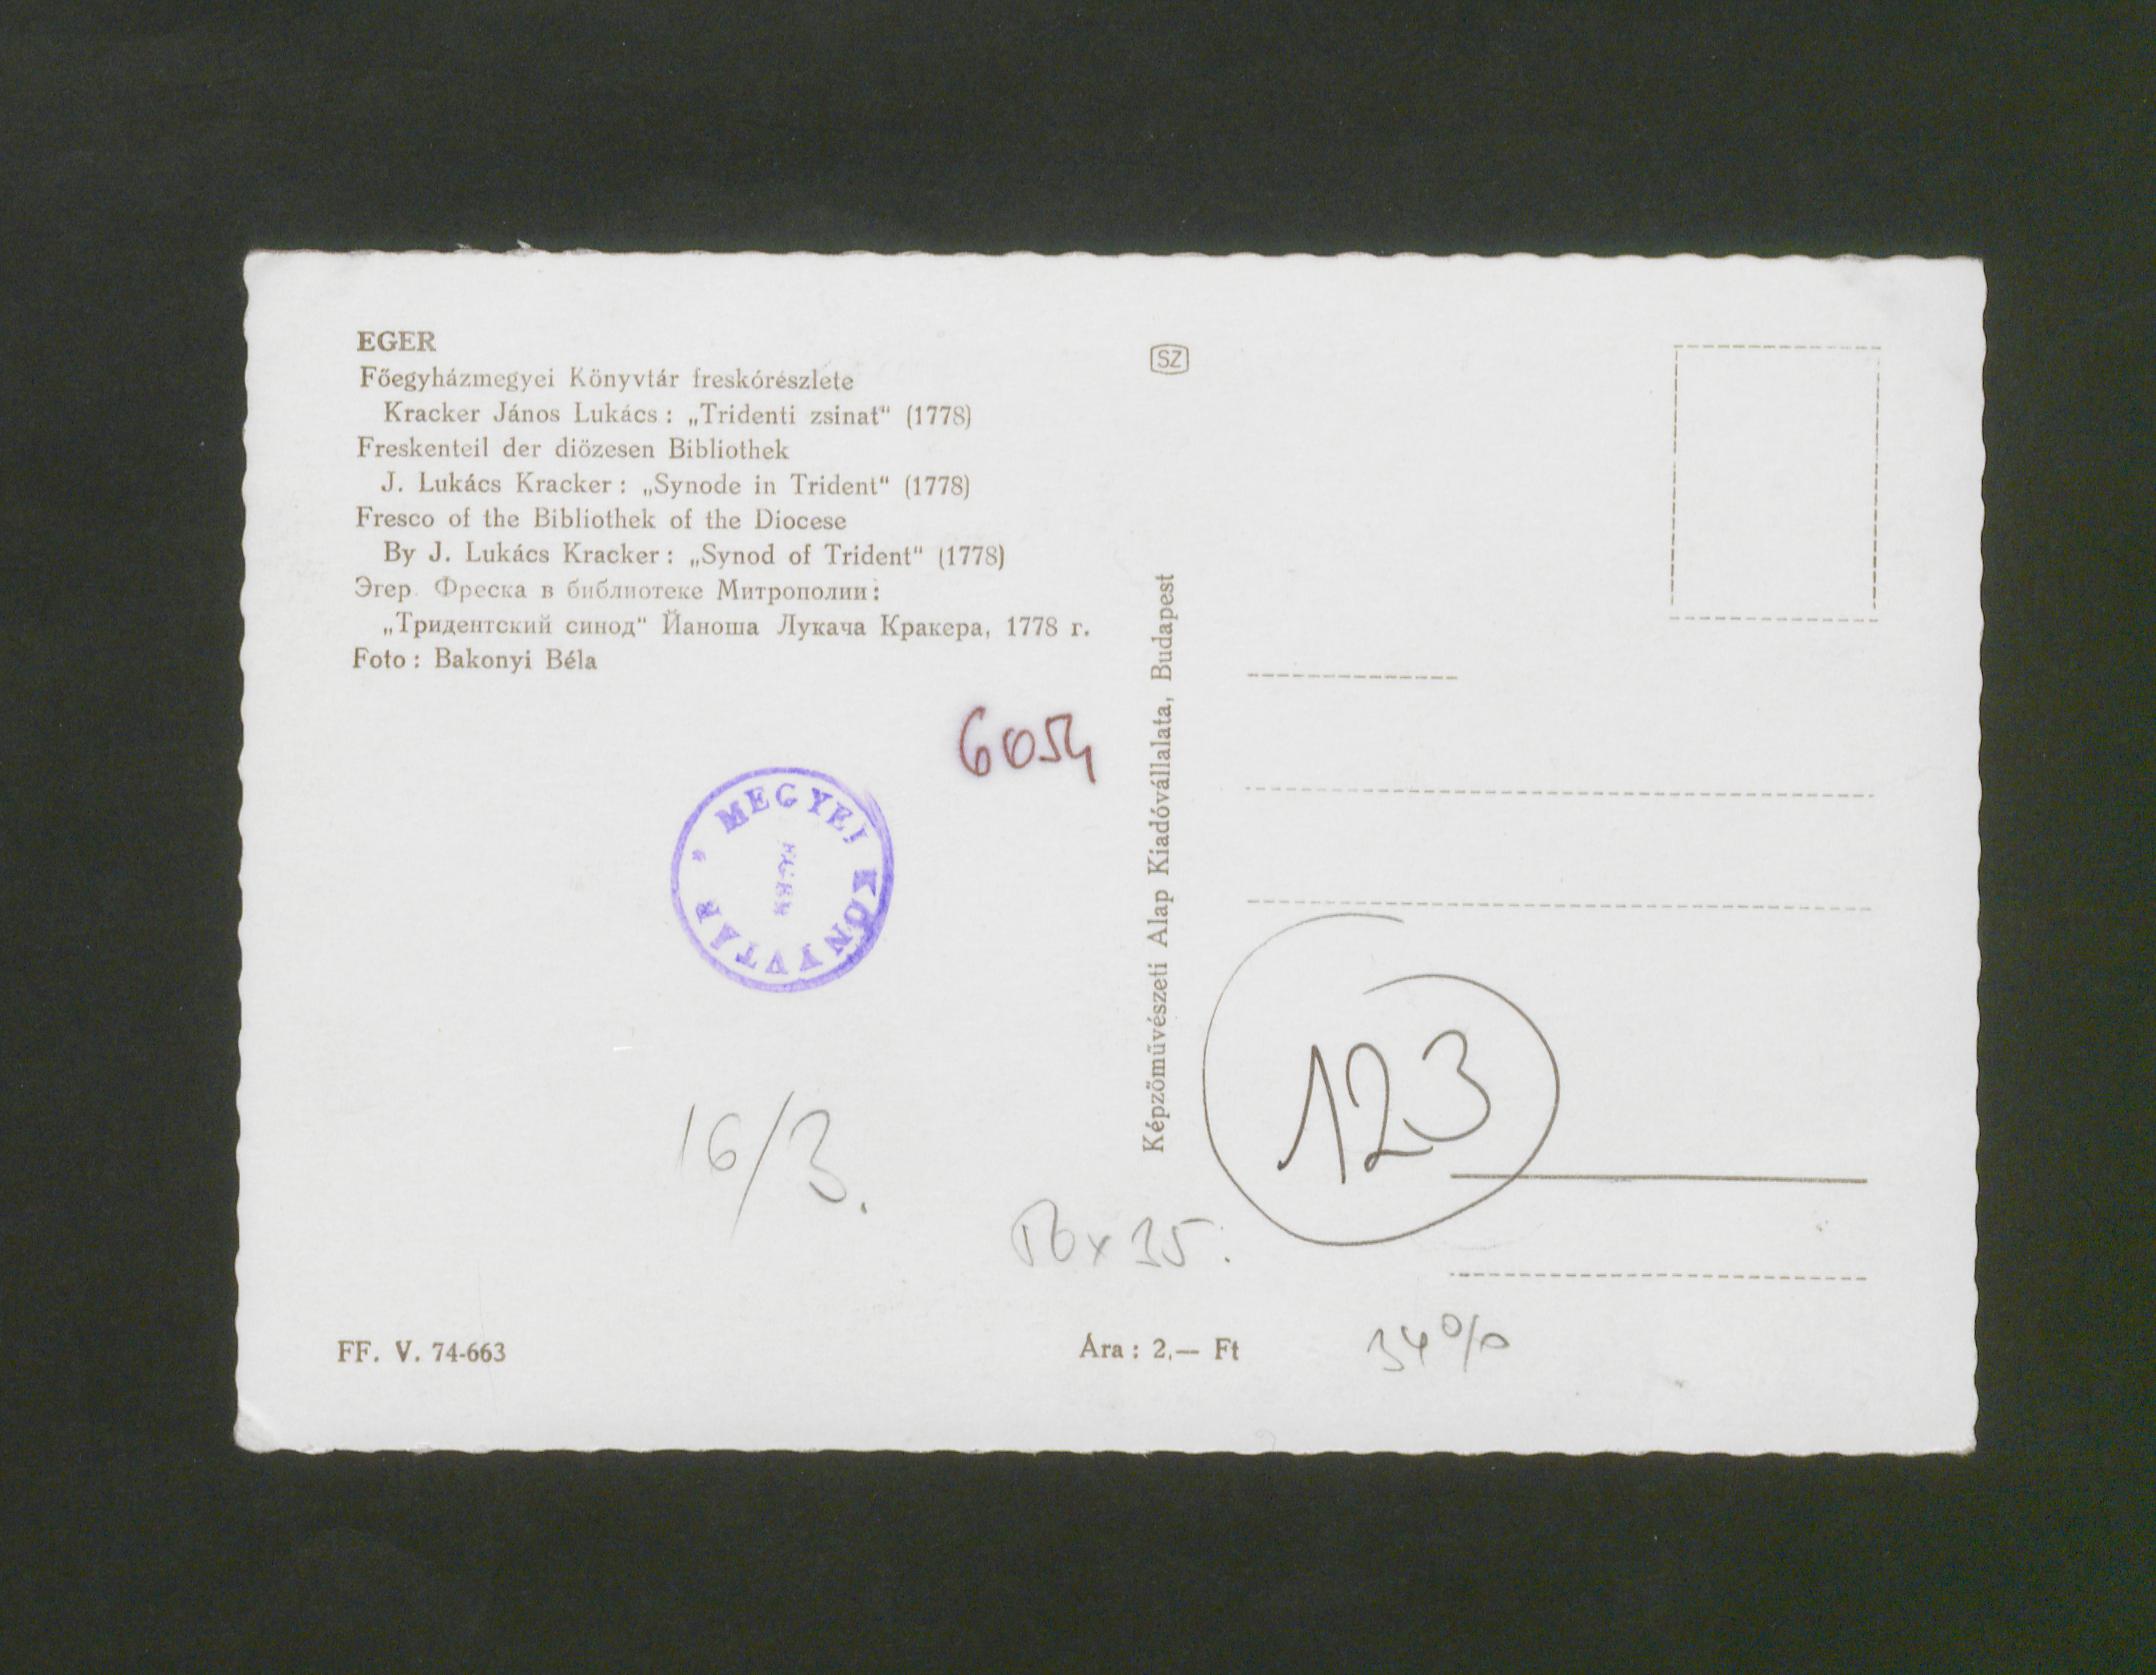 EGER
Főegyházmegyei Könyvtár freskórészlete
Kracker János Lukács : „Tridenti zsinat“ (1778)
Freskenteil der diözesen Bibliothek
J. Lukács Kracker : „Synode in Trident“ (1778)
Fresco of the Bibliothek of the Diocese
By J. Lukács Kracker : „Synod of Trident“ (1778)
Эгер. Фреска в библиотеке Митрополии :
„Тридентский синод“ Йаноша Лукача Кракера, 1778 г.
Foto : Bakonyi Béla
SZ
6054
MEGYEI KÖNYVTÁR
Képzőművészeti Alap Kiadóvállalata, Budapest
123
16/3.
34%
FF. V. 74-663
Ára : 2,— Ft